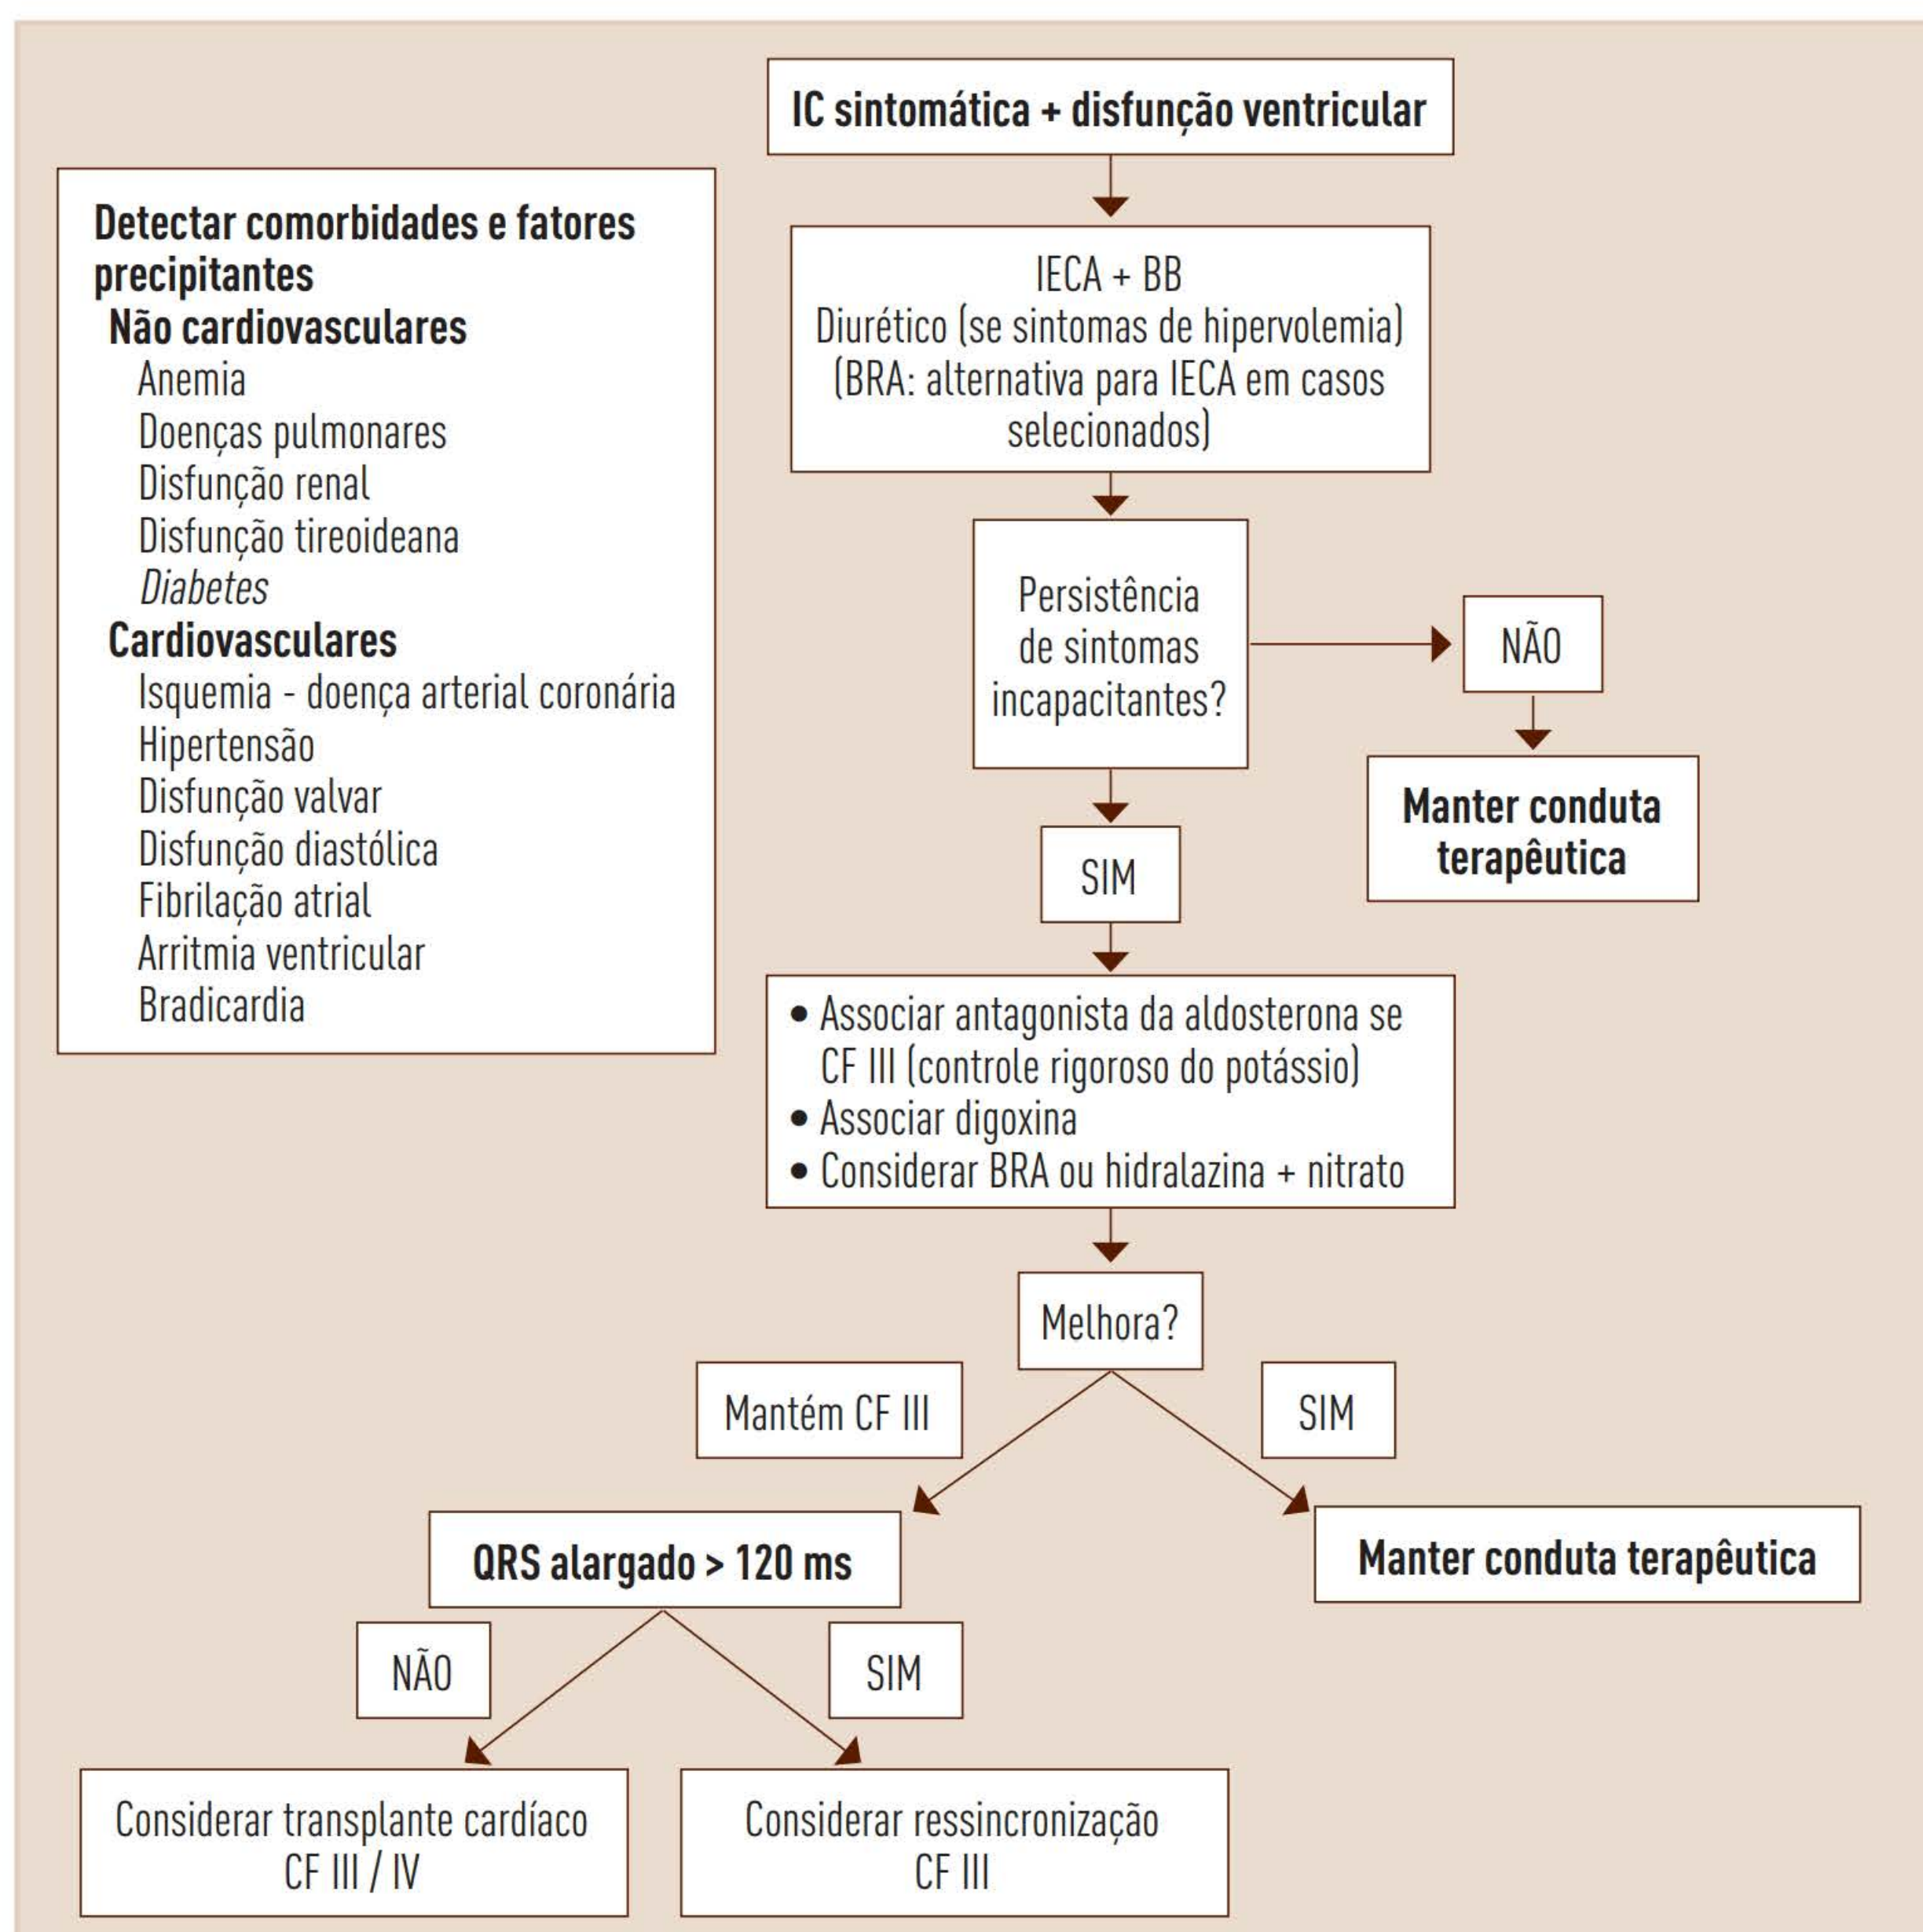 IC sintomática + disfunção ventricular
Detectar comorbidades e fatores
precipitantes
Não cardiovasculares
Anemia
Doenças pulmonares
Disfunção renal
Disfunção tireoideana
Diabetes
Cardiovasculares
Isquemia - doença arterial coronária
Hipertensão
Disfunção valvar
Disfunção diastólica
Fibrilação atrial
Arritmia ventricular
Bradicardia
IECA + BB
Diurético (se sintomas de hipervolemia)
(BRA: alternativa para IECA em casos
selecionados)
Persistência
de sintomas
incapacitantes?
NÃO
Manter conduta
terapêutica
SIM
• Associar antagonista da aldosterona se
CF III (controle rigoroso do potássio)
• Associar digoxina
• Considerar BRA ou hidralazina + nitrato
Melhora?
Mantém CF III
SIM
QRS alargado > 120 ms
Manter conduta terapêutica
NÃO
SIM
Considerar transplante cardíaco
CF III / IV
Considerar ressincronização
CF III